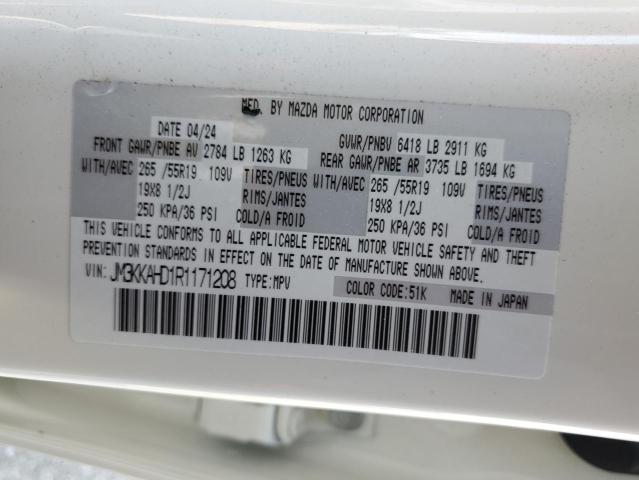 MFD. BY MAZDA MOTOR CORPORATION
DATE 04/24 GVWR/PNBV 6418 LB 2911 KG
FRONT GAWR/PNBE AV 2784 LB 1263 KG REAR GAWR/PNBE AR 3735 LB 1694 KG
WITH/AVEC 265 /55R19 109V TIRES/PNEUS WITH/AVEC 265 /55R19 109V TIRES/PNEUS
19X8 1/2J RIMS/JANTES 19X8 1/2J RIMS/JANTES
250 KPA/36 PSI COLD/A FROID 250 KPA/36 PSI COLD/A FROID
THIS VEHICLE CONFORMS TO ALL APPLICABLE FEDERAL MOTOR VEHICLE SAFETY AND THEFT
PREVENTION STANDARDS IN EFFECT ON THE DATE OF MANUFACTURE SHOWN ABOVE.
VIN: JM3KKAHD1R1171208 TYPE:MPV COLOR CODE:51K MADE IN JAPAN